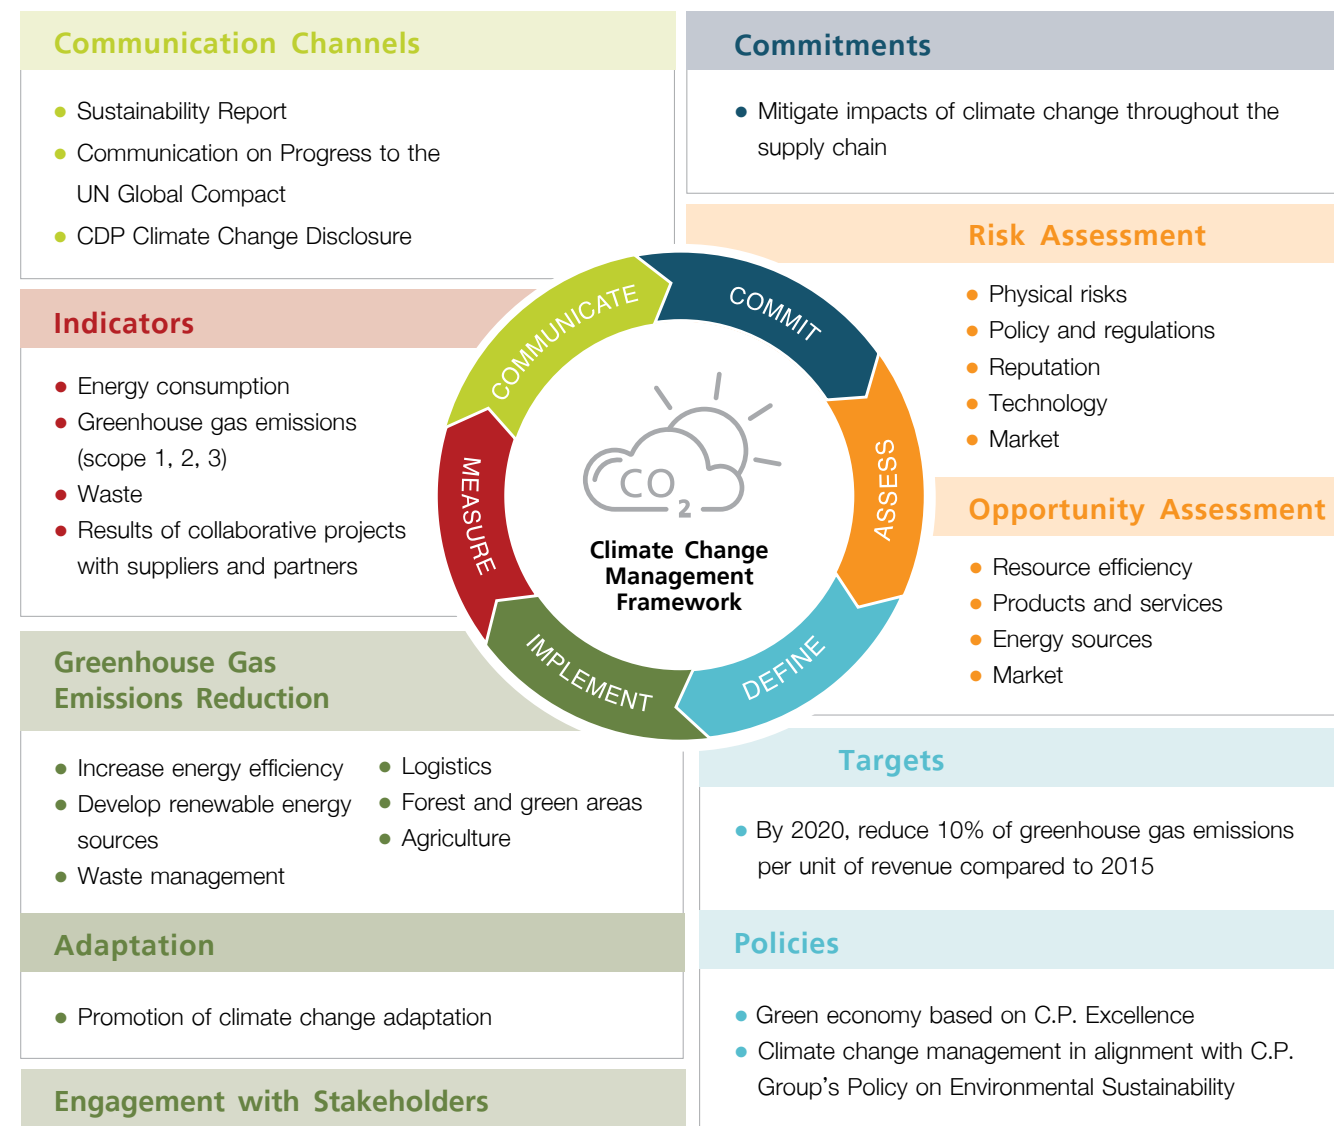 Communication Channels
Sustainability Report
Communication on Progress to the
UN Global Compact
CDP Climate Change Disclosure
Commitments
Mitigate impacts of climate change throughout the
supply chain
Risk Assessment
Physical risks
Policy and regulations
Reputation
Technology
Market
Opportunity Assessment
Resource efficiency
Products and services
Energy sources
Market
Indicators
Energy consumption
Greenhouse gas emissions
(scope 1, 2, 3)
Waste
Results of collaborative projects
with suppliers and partners
COMMUNICATE
COMMIT
ASSESS
DEFINE
IMPLEMENT
MEASURE
CO2
Climate Change
Management
Framework
Greenhouse Gas
Emissions Reduction
Increase energy efficiency
Develop renewable energy
sources
Waste management
Logistics
Forest and green areas
Agriculture
Targets
By 2020, reduce 10% of greenhouse gas emissions
per unit of revenue compared to 2015
Adaptation
Promotion of climate change adaptation
Policies
Green economy based on C.P. Excellence
Climate change management in alignment with C.P.
Group's Policy on Environmental Sustainability
Engagement with Stakeholders